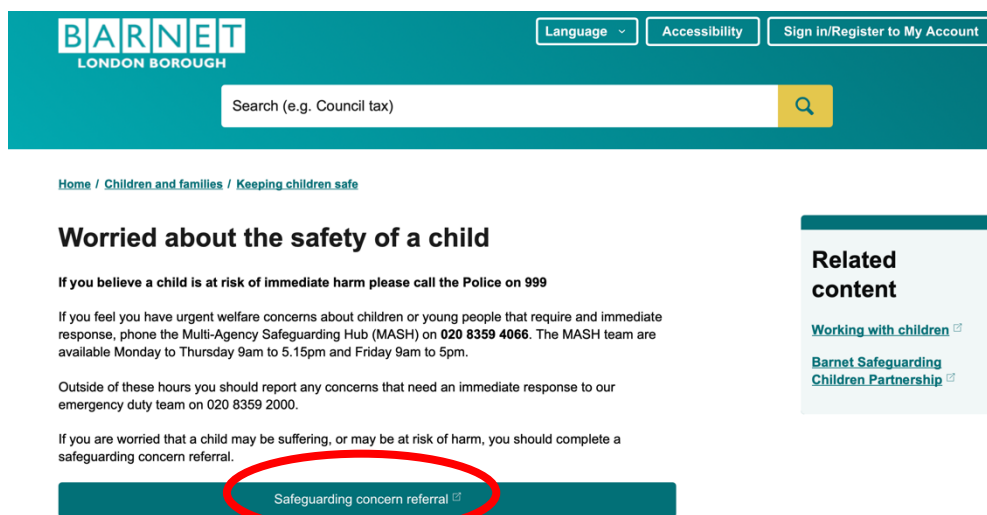 BARNET
LONDON BOROUGH
Language
Accessibility
Sign in/Register to My Account
Search (e.g. Council tax)
Home / Children and families / Keeping children safe
Worried about the safety of a child
If you believe a child is at risk of immediate harm please call the Police on 999
If you feel you have urgent welfare concerns about children or young people that require and immediate
response, phone the Multi-Agency Safeguarding Hub (MASH) on 020 8359 4066. The MASH team are
available Monday to Thursday 9am to 5.15pm and Friday 9am to 5pm.
Outside of these hours you should report any concerns that need an immediate response to our
emergency duty team on 020 8359 2000.
If you are worried that a child may be suffering, or may be at risk of harm, you should complete a
safeguarding concern referral.
Safeguarding concern referral
Related
content
Working with children
Barnet Safeguarding
Children Partnership